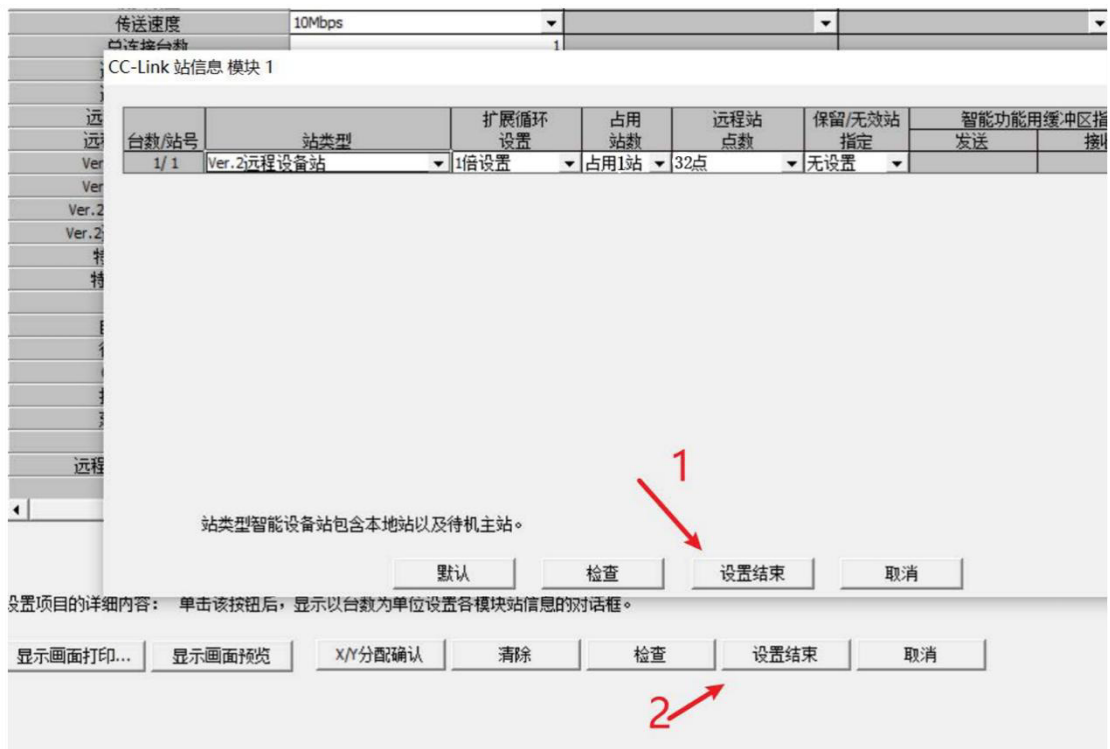 传送速度 10Mbps
总连接台数 1
CC-Link 站信息 模块 1
台数/站号 站类型 扩展循环设置 占用站数 远程站点数 保留/无效站指定 智能功能用缓冲区指
发送 接收
1/ 1 Ver.2远程设备站 1倍设置 占用1站 32点 无设置
远
远程
Ver
Ver
Ver.2
Ver.2
特
特
远程
1
站类型智能设备站包含本地站以及待机主站。
默认 检查 设置结束 取消
设置项目的详细内容: 单击该按钮后,显示以台数为单位设置各模块站信息的对话框。
显示画面打印... 显示画面预览 X/Y分配确认 清除 检查 设置结束 取消
2